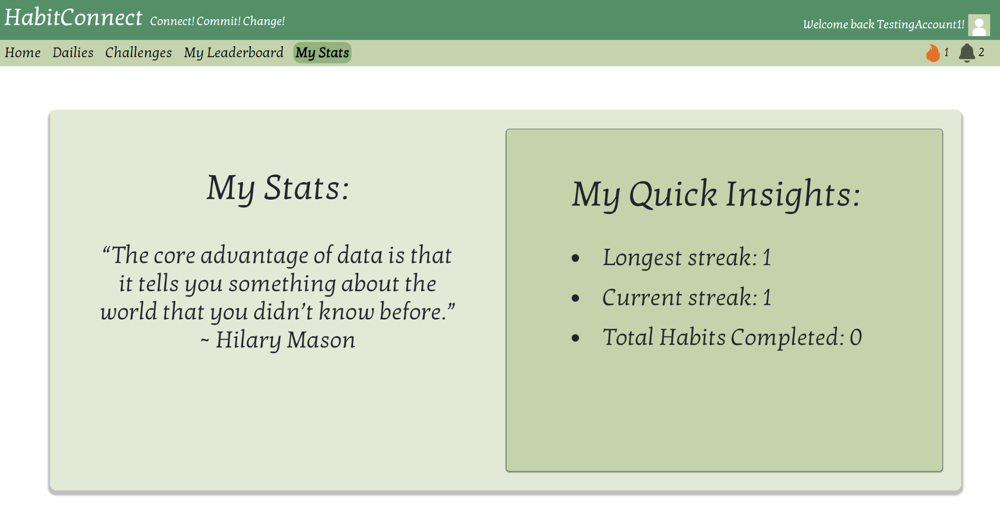 HabitConnect Connect! Commit! Change!
Welcome back TestingAccount1!
Home Dailies Challenges My Leaderboard My Stats
1 2
My Stats:
“The core advantage of data is that
it tells you something about the
world that you didn’t know before.”
~ Hilary Mason
My Quick Insights:
• Longest streak: 1
• Current streak: 1
• Total Habits Completed: 0